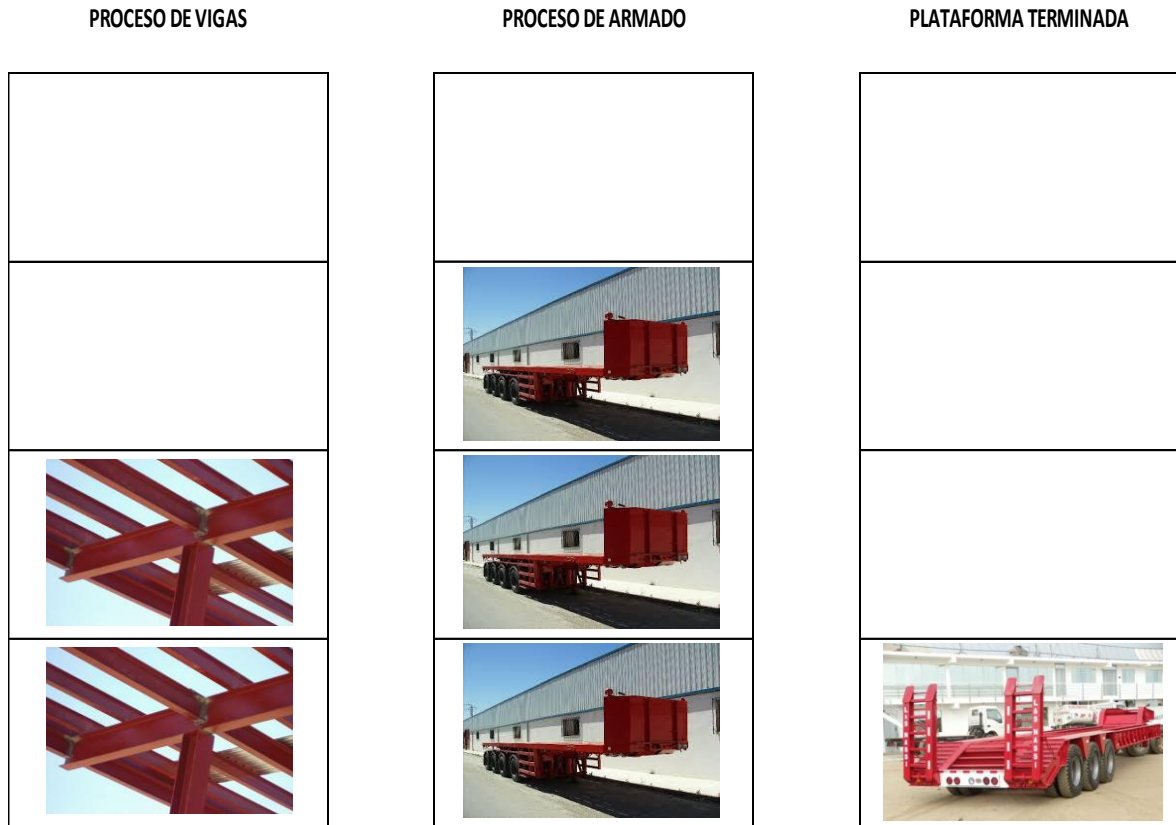 PROCESO DE VIGAS
PROCESO DE ARMADO
PLATAFORMA TERMINADA